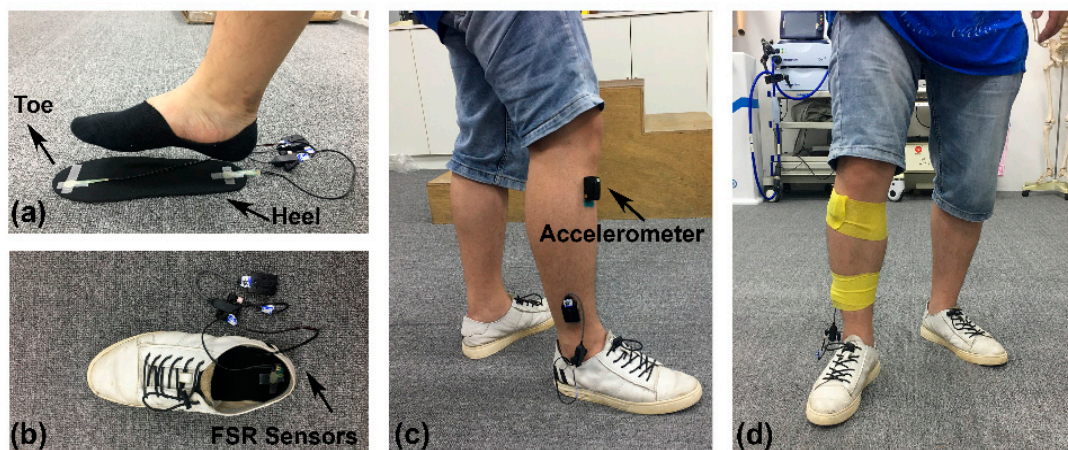 Toe
Heel
(a)
FSR Sensors
(b)
Accelerometer
(c)
(d)